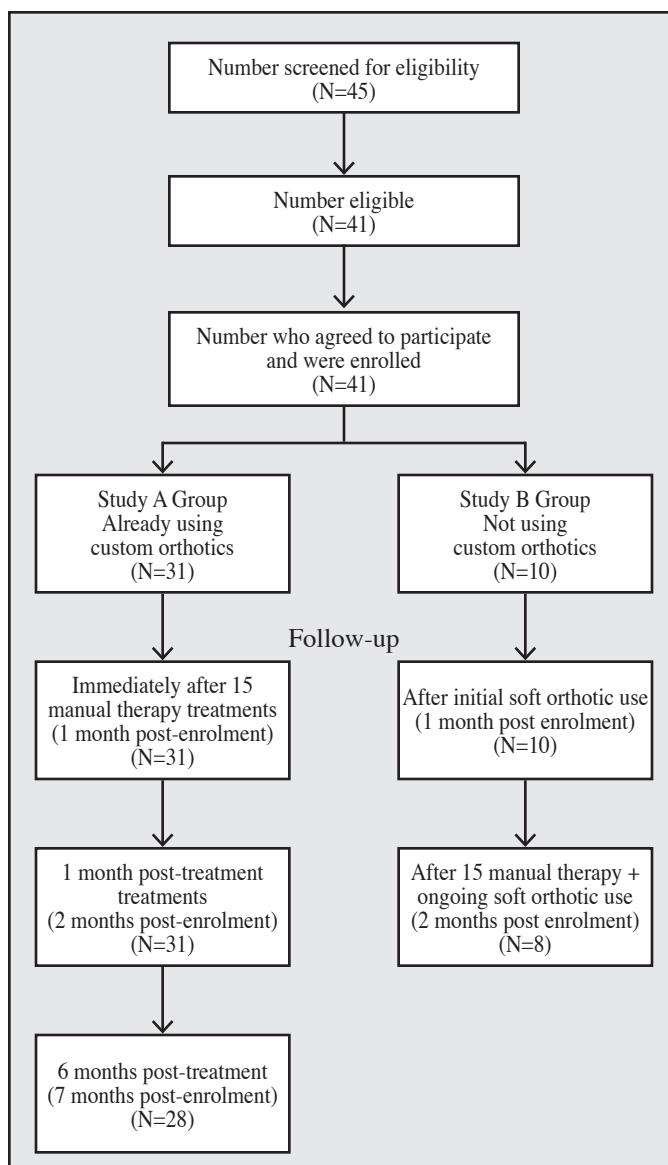 Number screened for eligibility
(N=45)
Number eligible
(N=41)
Number who agreed to participate
and were enrolled
(N=41)
Study A Group
Already using
custom orthotics
(N=31)
Study B Group
Not using
custom orthotics
(N=10)
Follow-up
Immediately after 15
manual therapy treatments
(1 month post-enrolment)
(N=31)
After initial soft orthotic use
(1 month post enrolment)
(N=10)
1 month post-treatment
treatments
(2 months post-enrolment)
(N=31)
After 15 manual therapy +
ongoing soft orthotic use
(2 months post enrolment)
(N=8)
6 months post-treatment
(7 months post-enrolment)
(N=28)